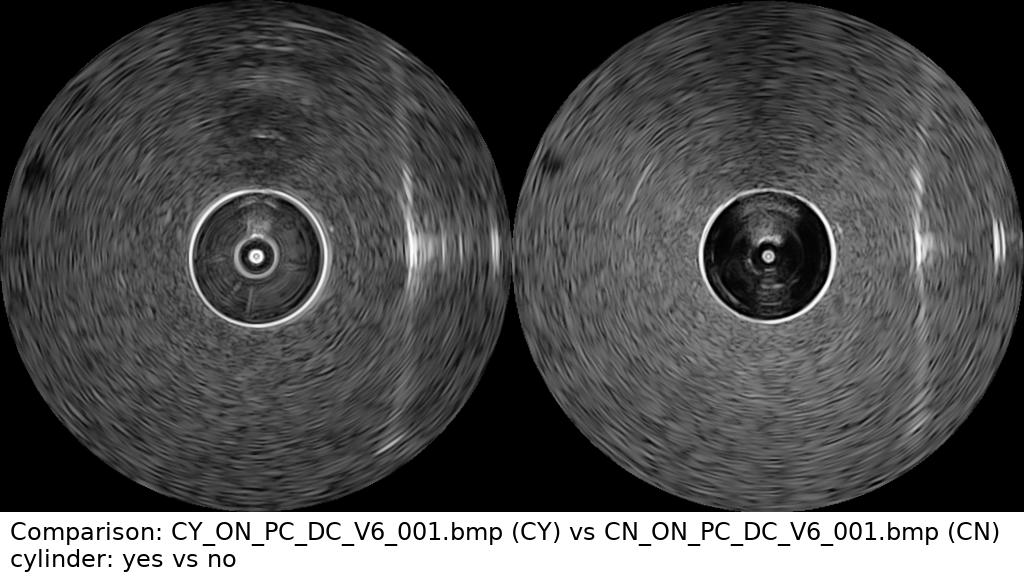 Comparison: CY_ON_PC_DC_V6_001.bmp (CY) vs CN_ON_PC_DC_V6_001.bmp (CN)
cylinder: yes vs no